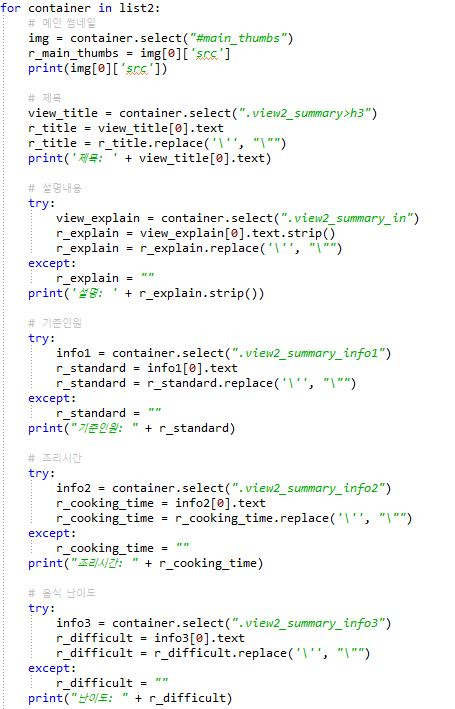 for container in list2:
    # 메인 썸네일
    img = container.select("#main_thumbs")
    r_main_thumbs = img[0]['src']
    print(img[0]['src'])

    # 제목
    view_title = container.select(".view2_summary>h3")
    r_title = view_title[0].text
    r_title = r_title.replace('\'', "\"")
    print('제목: ' + view_title[0].text)

    # 설명내용
    try:
        view_explain = container.select(".view2_summary_in")
        r_explain = view_explain[0].text.strip()
        r_explain = r_explain.replace('\'', "\"")
    except:
        r_explain = ""
    print('설명: ' + r_explain.strip())

    # 기준인원
    try:
        info1 = container.select(".view2_summary_info1")
        r_standard = info1[0].text
        r_standard = r_standard.replace('\'', "\"")
    except:
        r_standard = ""
    print("기준인원: " + r_standard)

    # 조리시간
    try:
        info2 = container.select(".view2_summary_info2")
        r_cooking_time = info2[0].text
        r_cooking_time = r_cooking_time.replace('\'', "\"")
    except:
        r_cooking_time = ""
    print("조리시간: " + r_cooking_time)

    # 음식 난이도
    try:
        info3 = container.select(".view2_summary_info3")
        r_difficult = info3[0].text
        r_difficult = r_difficult.replace('\'', "\"")
    except:
        r_difficult = ""
    print("난이도: " + r_difficult)